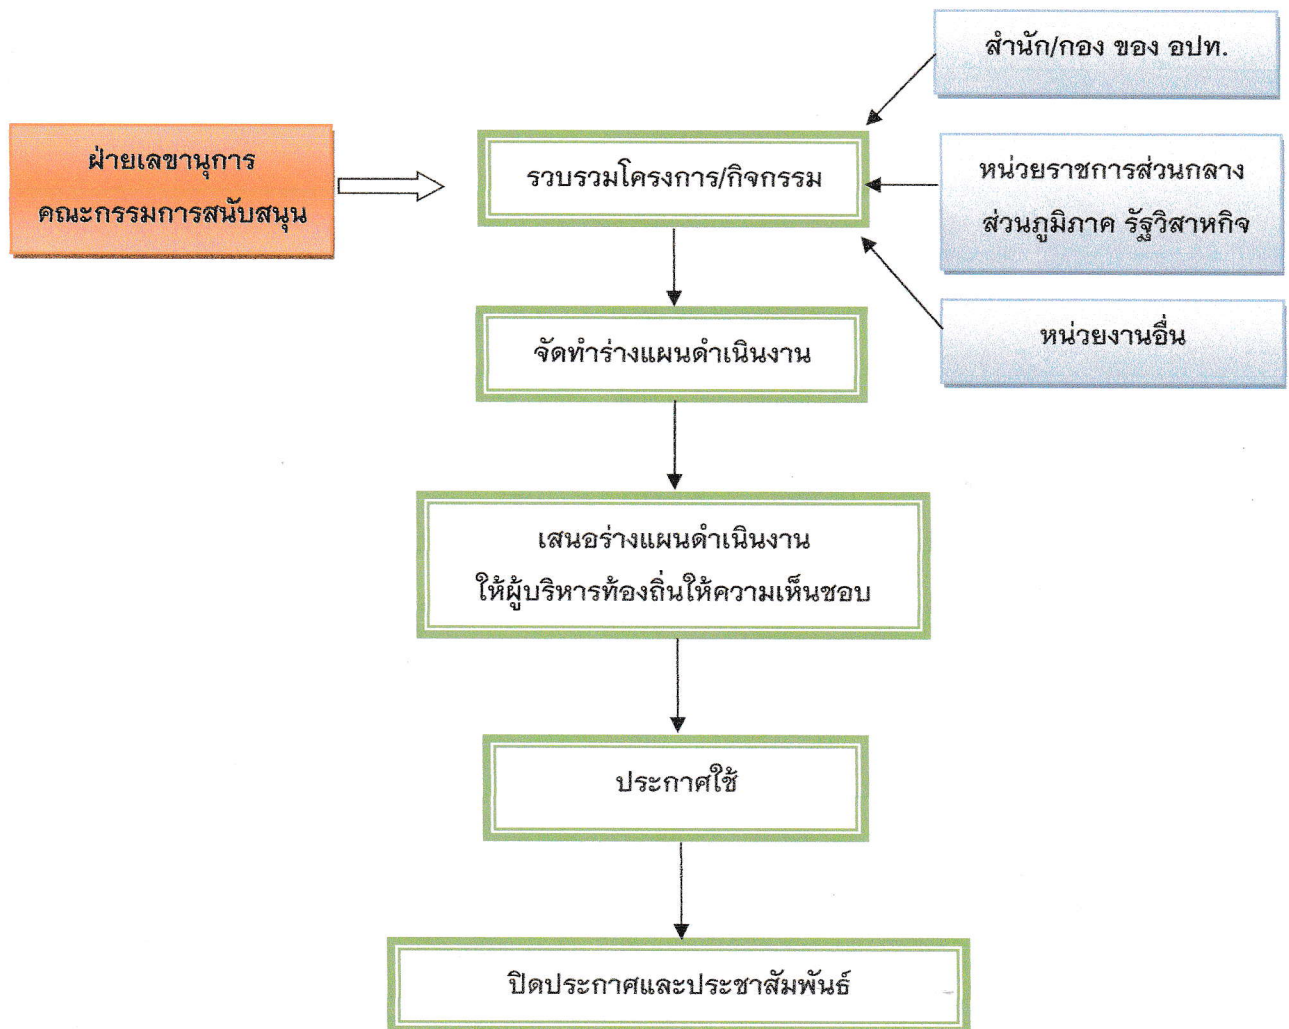 สำนัก/กอง ของ อปท.
ฝ่ายเลขานุการ
คณะกรรมการสนับสนุน
รวบรวมโครงการ/กิจกรรม
หน่วยราชการส่วนกลาง
ส่วนภูมิภาค รัฐวิสาหกิจ
หน่วยงานอื่น
จัดทำร่างแผนดำเนินงาน
เสนอร่างแผนดำเนินงาน
ให้ผู้บริหารท้องถิ่นให้ความเห็นชอบ
ประกาศใช้
ปิดประกาศและประชาสัมพันธ์